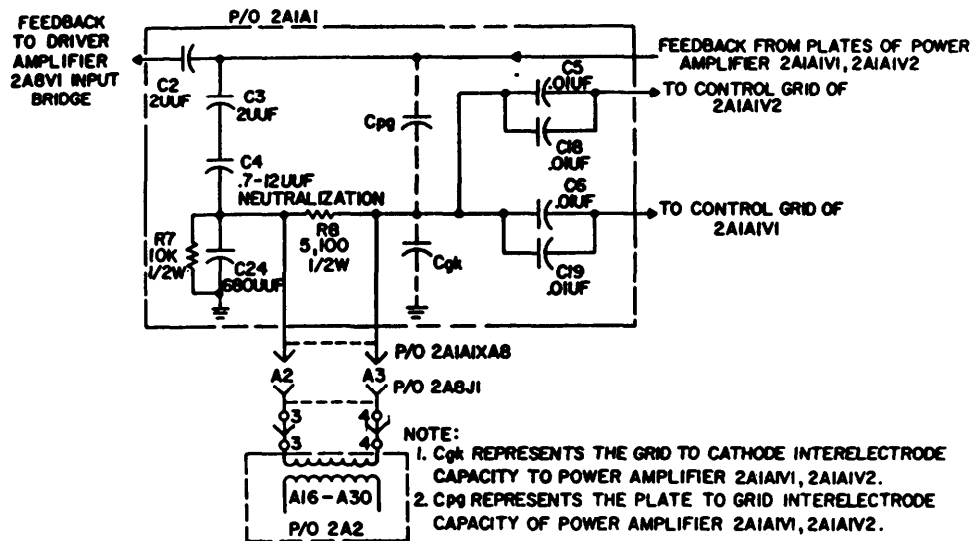 P/O 2A1A1
FEEDBACK
TO DRIVER
AMPLIFIER
2A8V1 INPUT
BRIDGE
C2
2UUF
C3
2UUF
C4
.7-12UUF
NEUTRALIZATION
R7
10K
1/2W
C24
680UUF
R8
5,100
1/2W
Cpg
Cgk
FEEDBACK FROM PLATES OF POWER
AMPLIFIER 2A1A1V1, 2A1A1V2
C5
.01UF
TO CONTROL GRID OF
2A1A1V2
C18
.01UF
C6
.01UF
TO CONTROL GRID OF
2A1A1V1
C19
.01UF
P/O 2A1A1XA8
A2
A3
P/O 2A8J1
3
4
3
4
A16-A30
P/O 2A2
NOTE:
1. Cgk REPRESENTS THE GRID TO CATHODE INTERELECTRODE
CAPACITY TO POWER AMPLIFIER 2A1A1V1, 2A1A1V2.
2. Cpg REPRESENTS THE PLATE TO GRID INTERELECTRODE
CAPACITY OF POWER AMPLIFIER 2A1A1V1, 2A1A1V2.